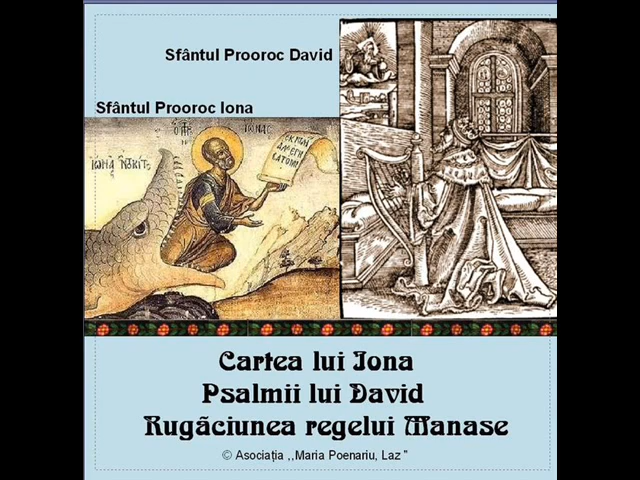 Sfântul Prooroc David
Sfântul Prooroc Iona
Cartea lui Iona
Psalmii lui David
Rugăciunea regelui Manase
© Asociația ,,Maria Poenariu, Laz"